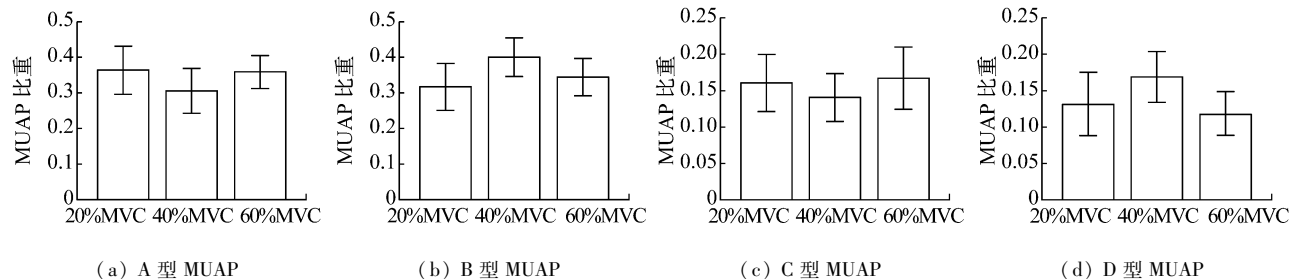 0.5
0.4
0.3
0.3
0.1
0
MUAP 比重
20%MVC 40%MVC 60%MVC
(a) A 型 MUAP
0.5
0.4
0.3
0.3
0.1
0
MUAP 比重
20%MVC 40%MVC 60%MVC
(b) B 型 MUAP
0.25
0.20
0.15
0.10
0.05
0
MUAP 比重
20%MVC 40%MVC 60%MVC
(c) C 型 MUAP
0.25
0.20
0.15
0.10
0.05
0
MUAP 比重
20%MVC 40%MVC 60%MVC
(d) D 型 MUAP